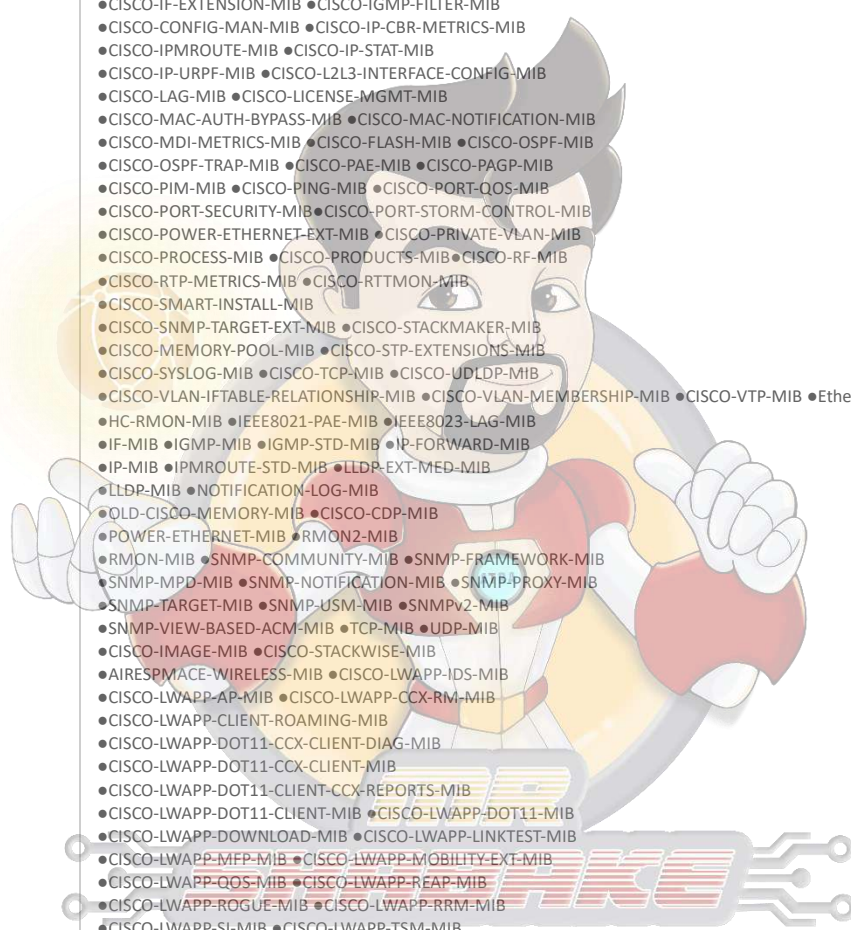 ●CISCO-IF-EXTENSION-MIB ●CISCO-IGMP-FILTER-MIB
●CISCO-CONFIG-MAN-MIB ●CISCO-IP-CBR-METRICS-MIB
●CISCO-IPMROUTE-MIB ●CISCO-IP-STAT-MIB
●CISCO-IP-URPF-MIB ●CISCO-L2L3-INTERFACE-CONFIG-MIB
●CISCO-LAG-MIB ●CISCO-LICENSE-MGMT-MIB
●CISCO-MAC-AUTH-BYPASS-MIB ●CISCO-MAC-NOTIFICATION-MIB
●CISCO-MDI-METRICS-MIB ●CISCO-FLASH-MIB ●CISCO-OSPF-MIB
●CISCO-OSPF-TRAP-MIB ●CISCO-PAE-MIB ●CISCO-PAGP-MIB
●CISCO-PIM-MIB ●CISCO-PING-MIB ●CISCO-PORT-QOS-MIB
●CISCO-PORT-SECURITY-MIB●CISCO-PORT-STORM-CONTROL-MIB
●CISCO-POWER-ETHERNET-EXT-MIB ●CISCO-PRIVATE-VLAN-MIB
●CISCO-PROCESS-MIB ●CISCO-PRODUCTS-MIB●CISCO-RF-MIB
●CISCO-RTP-METRICS-MIB ●CISCO-RTTMON-MIB
●CISCO-SMART-INSTALL-MIB
●CISCO-SNMP-TARGET-EXT-MIB ●CISCO-STACKMAKER-MIB
●CISCO-MEMORY-POOL-MIB ●CISCO-STP-EXTENSIONS-MIB
●CISCO-SYSLOG-MIB ●CISCO-TCP-MIB ●CISCO-UDLDP-MIB
●CISCO-VLAN-IFTABLE-RELATIONSHIP-MIB ●CISCO-VLAN-MEMBERSHIP-MIB ●CISCO-VTP-MIB ●Ethe
●HC-RMON-MIB ●IEEE8021-PAE-MIB ●IEEE8023-LAG-MIB
●IF-MIB ●IGMP-MIB ●IGMP-STD-MIB ●IP-FORWARD-MIB
●IP-MIB ●IPMROUTE-STD-MIB ●LLDP-EXT-MED-MIB
●LLDP-MIB ●NOTIFICATION-LOG-MIB
●OLD-CISCO-MEMORY-MIB ●CISCO-CDP-MIB
●POWER-ETHERNET-MIB ●RMON2-MIB
●RMON-MIB ●SNMP-COMMUNITY-MIB ●SNMP-FRAMEWORK-MIB
●SNMP-MPD-MIB ●SNMP-NOTIFICATION-MIB ●SNMP-PROXY-MIB
●SNMP-TARGET-MIB ●SNMP-USM-MIB ●SNMPv2-MIB
●SNMP-VIEW-BASED-ACM-MIB ●TCP-MIB ●UDP-MIB
●CISCO-IMAGE-MIB ●CISCO-STACKWISE-MIB
●AIRESPMACE-WIRELESS-MIB ●CISCO-LWAPP-IDS-MIB
●CISCO-LWAPP-AP-MIB ●CISCO-LWAPP-CCX-RM-MIB
●CISCO-LWAPP-CLIENT-ROAMING-MIB
●CISCO-LWAPP-DOT11-CCX-CLIENT-DIAG-MIB
●CISCO-LWAPP-DOT11-CCX-CLIENT-MIB
●CISCO-LWAPP-DOT11-CLIENT-CCX-REPORTS-MIB
●CISCO-LWAPP-DOT11-CLIENT-MIB ●CISCO-LWAPP-DOT11-MIB
●CISCO-LWAPP-DOWNLOAD-MIB ●CISCO-LWAPP-LINKTEST-MIB
●CISCO-LWAPP-MFP-MIB ●CISCO-LWAPP-MOBILITY-EXT-MIB
●CISCO-LWAPP-QOS-MIB ●CISCO-LWAPP-REAP-MIB
●CISCO-LWAPP-ROGUE-MIB ●CISCO-LWAPP-RRM-MIB
●CISCO-LWAPP-SI-MIB ●CISCO-LWAPP-TSM-MIB
MR
SHABAKE